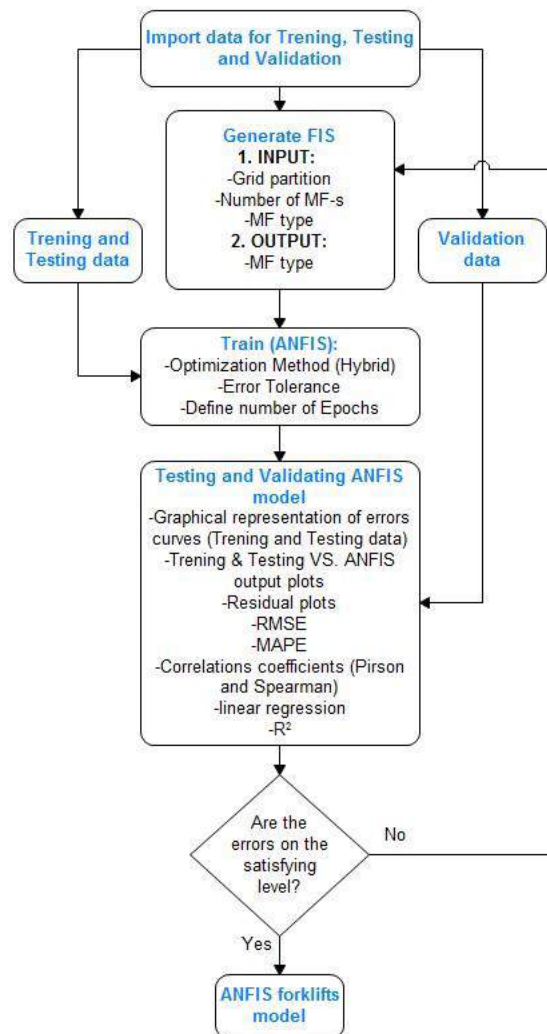 Import data for Trening, Testing
and Validation
Generate FIS
1. INPUT:
-Grid partition
-Number of MF-s
-MF type
2. OUTPUT:
-MF type
Trening and
Testing data
Validation
data
Train (ANFIS):
-Optimization Method (Hybrid)
-Error Tolerance
-Define number of Epochs
Testing and Validating ANFIS
model
-Graphical representation of errors
curves (Trening and Testing data)
-Trening & Testing VS. ANFIS
output plots
-Residual plots
-RMSE
-MAPE
-Correlations coefficients (Pirson
and Spearman)
-linear regression
-R²
Are the
errors on the
satisfying
level?
No
Yes
ANFIS forklifts
model